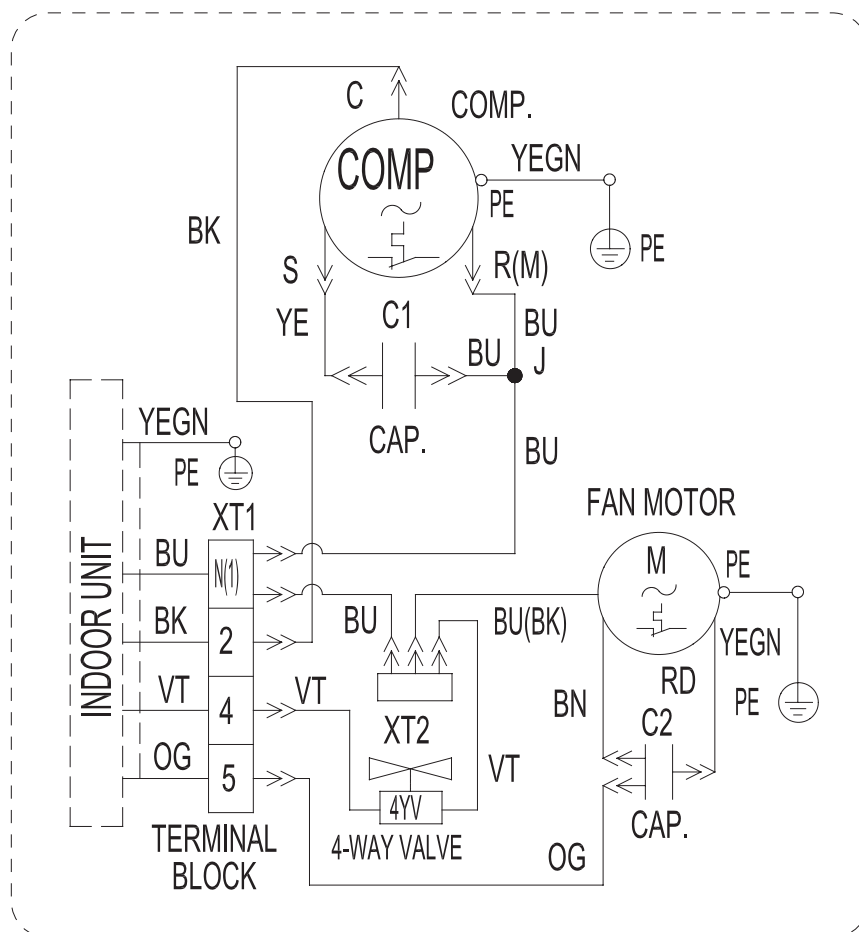 C
COMP.
COMP
YEGN
PE
PE
BK
S
R(M)
YE
C1
BU
BU
J
CAP.
BU
YEGN
PE
XT1
FAN MOTOR
INDOOR UNIT
BU
N(1)
M
PE
BK
2
BU
BU(BK)
YEGN
VT
4
VT
BN
RD
PE
XT2
C2
OG
5
VT
4YV
CAP.
TERMINAL
BLOCK
4-WAY VALVE
OG